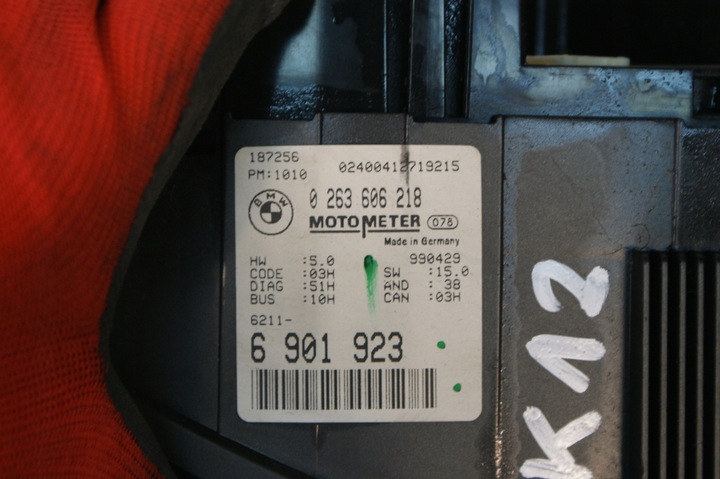 187256
PM:1010 02400412719215
BMW
0 263 606 218
MOTOMETER 078
Made in Germany
990429
HW :5.0
CODE :03H SW :15.0
DIAG :51H AND : 38
BUS :10H CAN :03H
6211-
6 901 923
K12